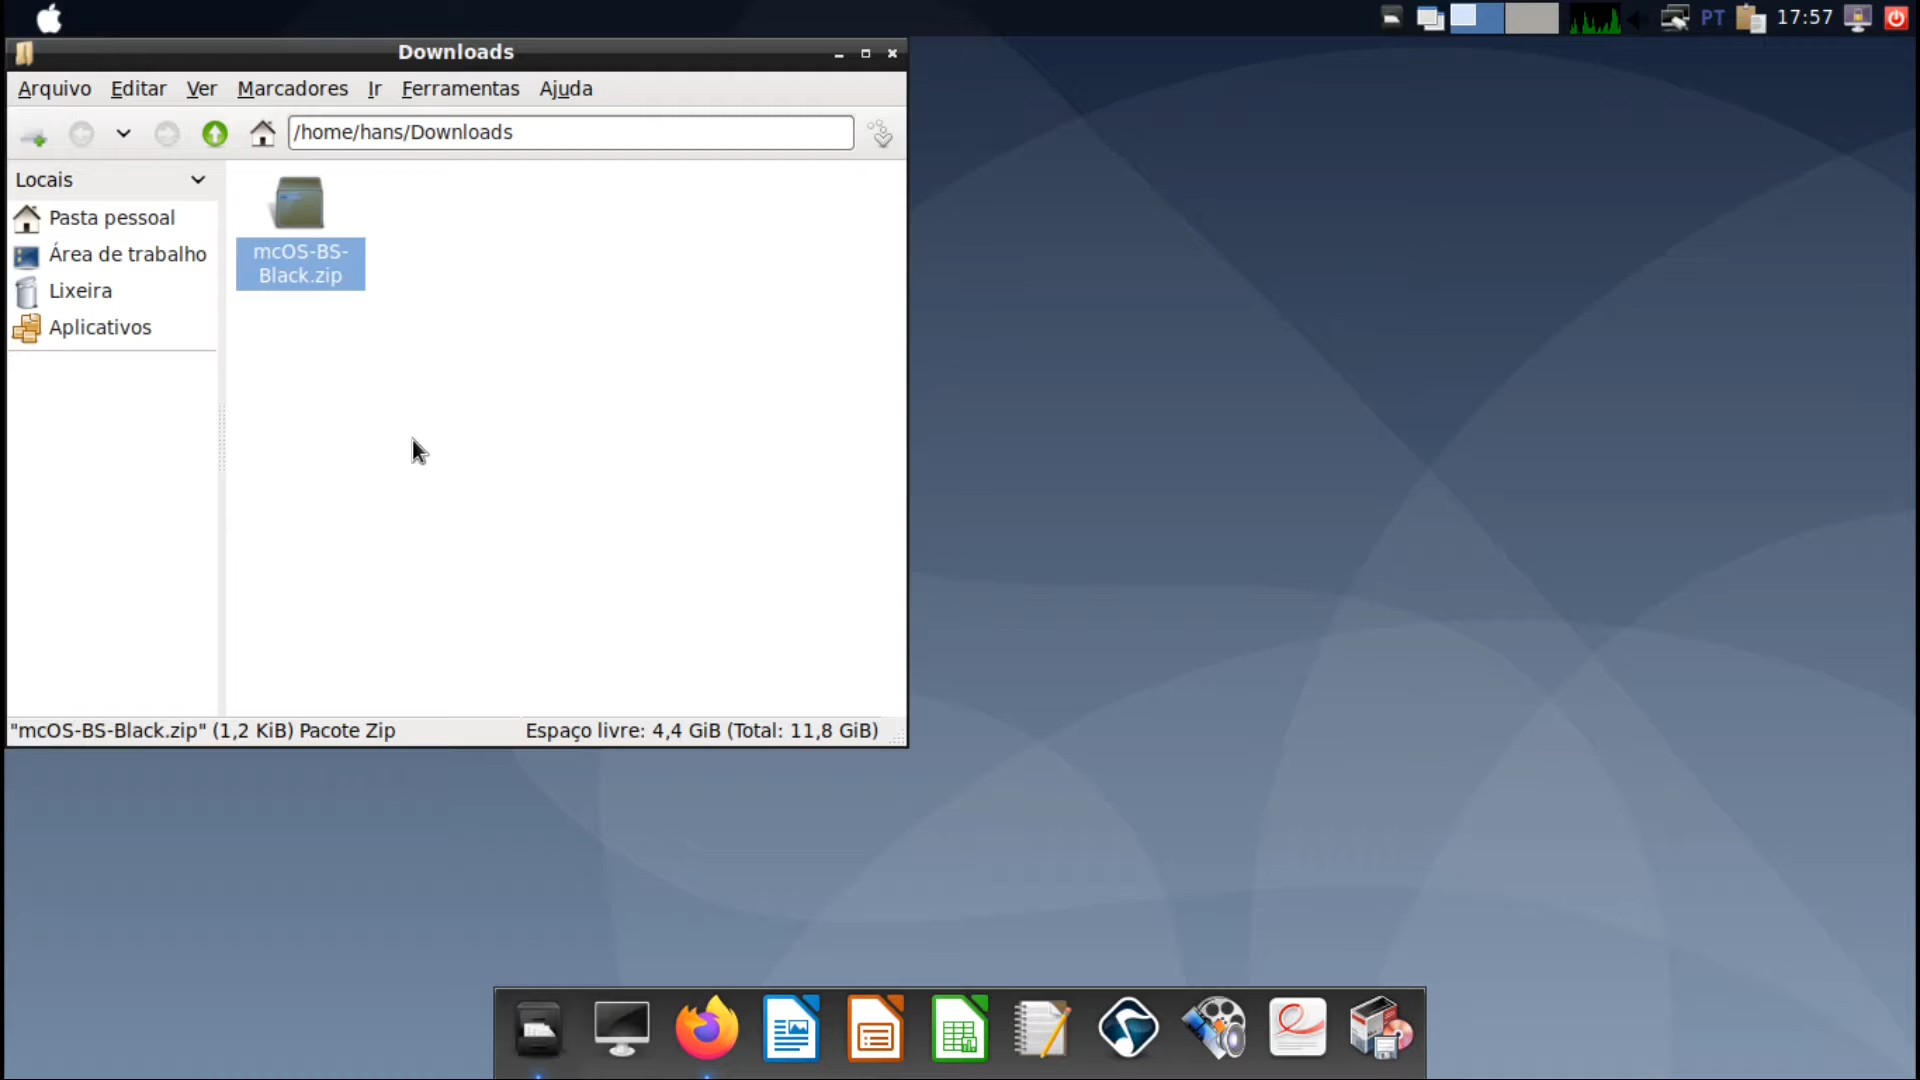 PT
17:57
Downloads
Arquivo Editar Ver Marcadores Ir Ferramentas Ajuda
/home/hans/Downloads
Locais
Pasta pessoal
Área de trabalho
Lixeira
Aplicativos
mcOS-BS-
Black.zip
"mcOS-BS-Black.zip" (1,2 KiB) Pacote Zip
Espaço livre: 4,4 GiB (Total: 11,8 GiB)